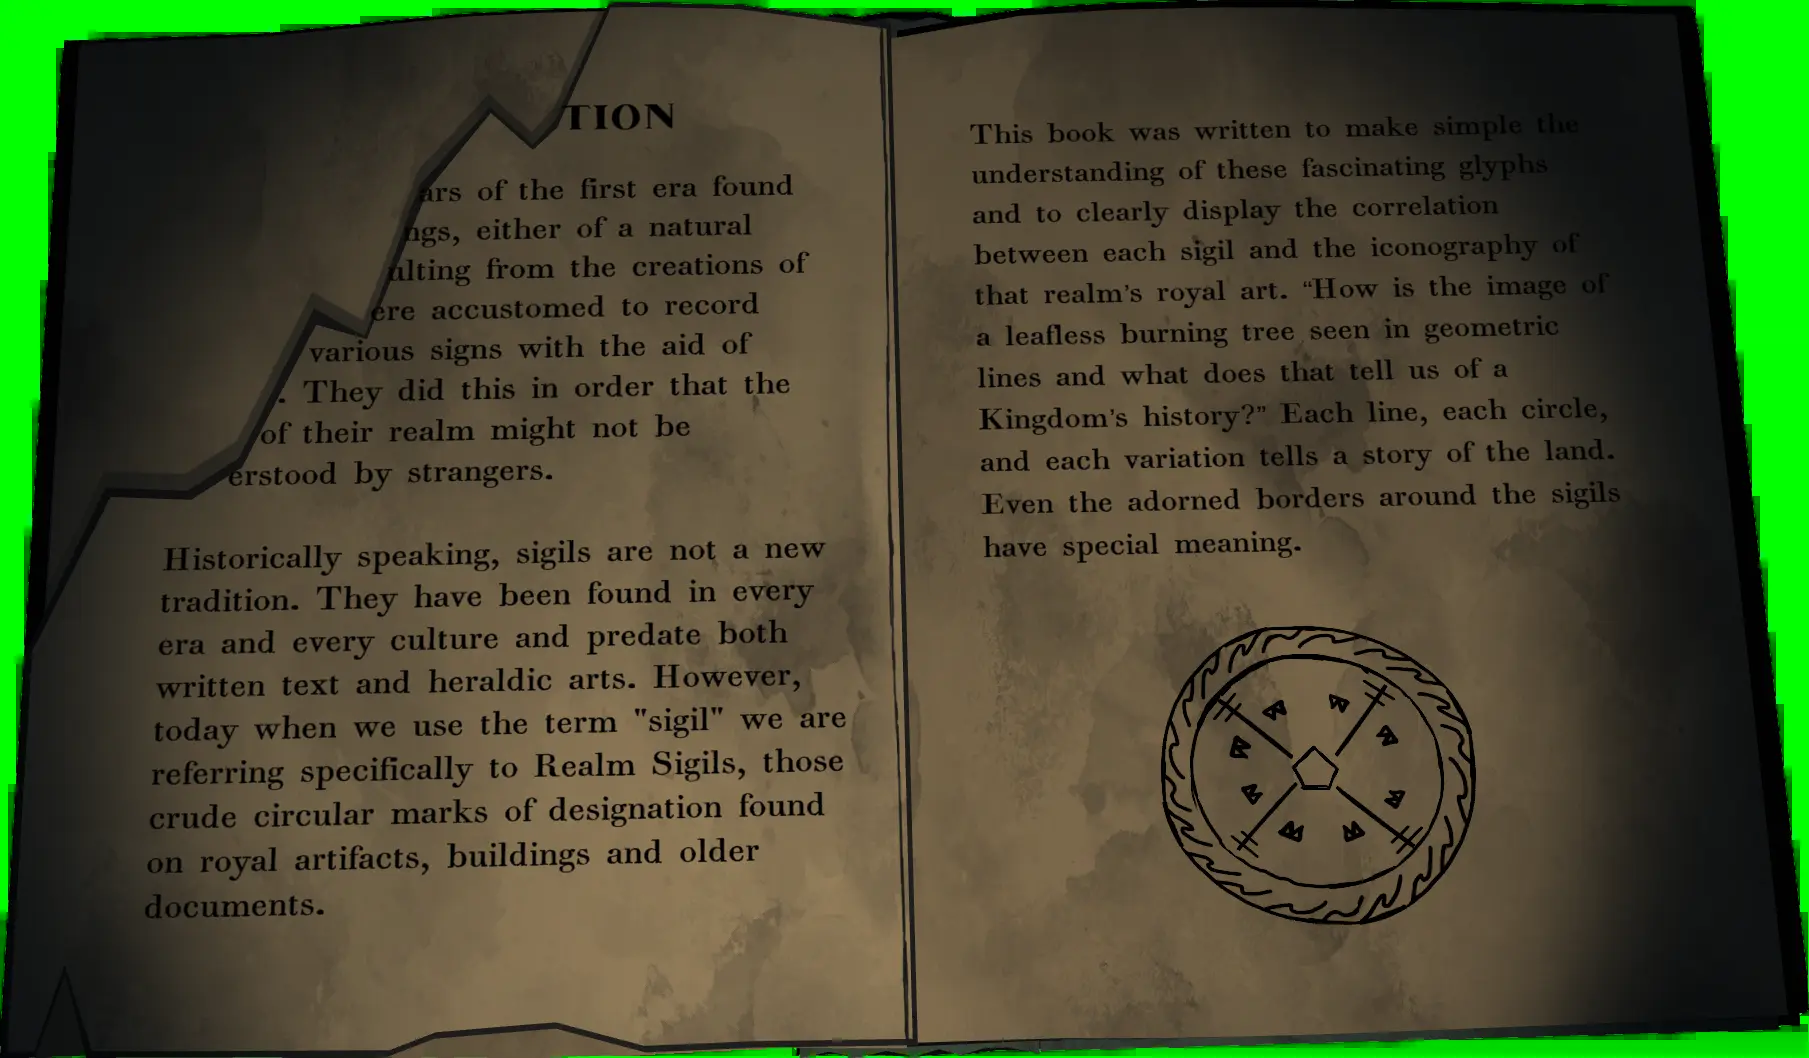 TION
ars of the first era found
ngs, either of a natural
ulting from the creations of
ere accustomed to record
various signs with the aid of
. They did this in order that the
of their realm might not be
erstood by strangers.
Historically speaking, sigils are not a new
tradition. They have been found in every
era and every culture and predate both
written text and heraldic arts. However,
today when we use the term "sigil" we are
referring specifically to Realm Sigils, those
crude circular marks of designation found
on royal artifacts, buildings and older
documents.
This book was written to make simple the
understanding of these fascinating glyphs
and to clearly display the correlation
between each sigil and the iconography of
that realm's royal art. “How is the image of
a leafless burning tree seen in geometric
lines and what does that tell us of a
Kingdom's history?” Each line, each circle,
and each variation tells a story of the land.
Even the adorned borders around the sigils
have special meaning.